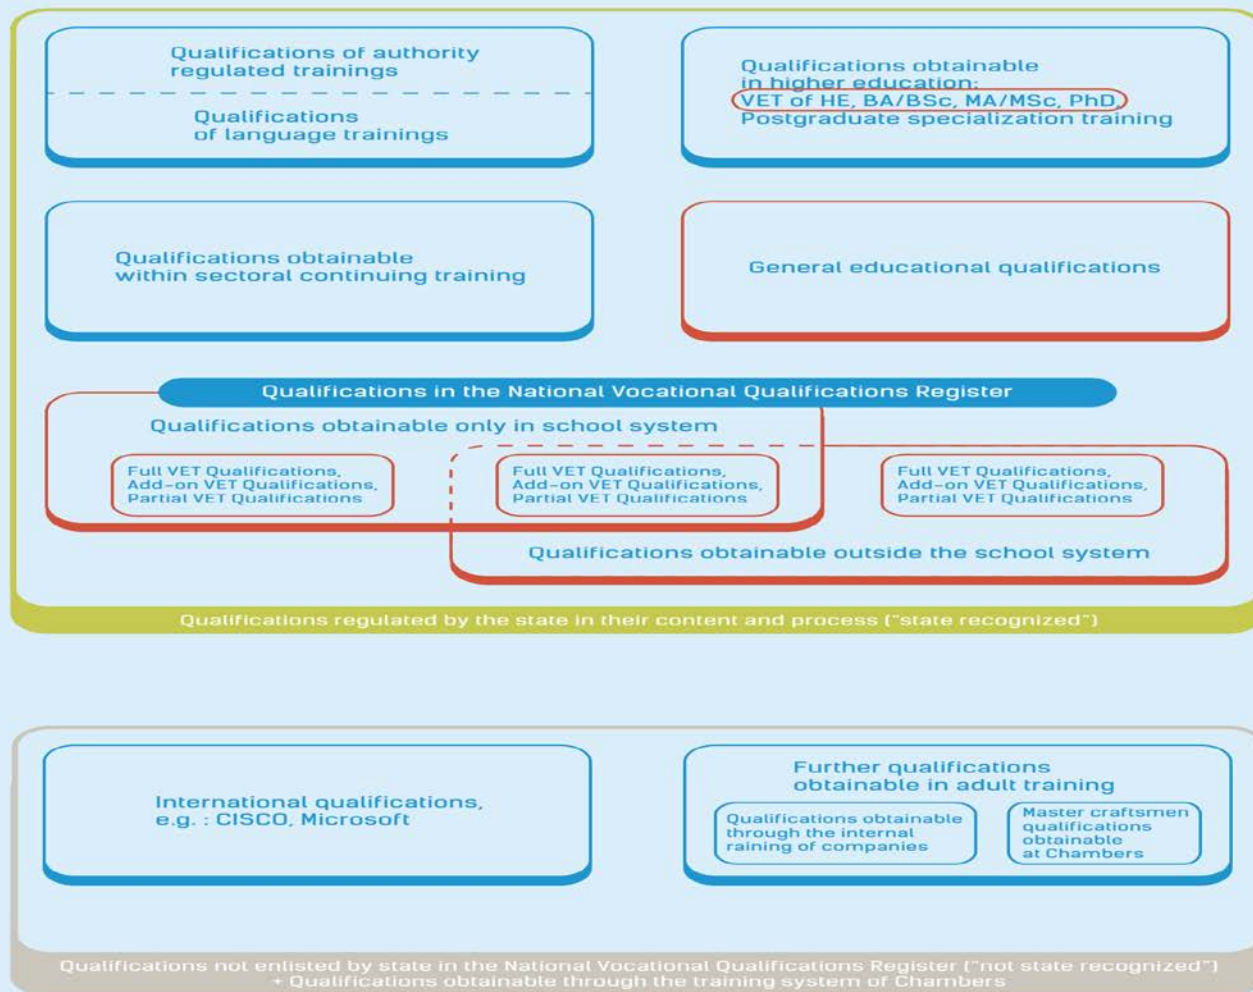 Qualifications of authority
regulated trainings
Qualifications
of language trainings
Qualifications obtainable
in higher education:
VET of HE, BA/BSc, MA/MSc, PhD,
Postgraduate specialization training
Qualifications obtainable
within sectoral continuing training
General educational qualifications
Qualifications in the National Vocational Qualifications Register
Qualifications obtainable only in school system
Full VET Qualifications,
Add-on VET Qualifications,
Partial VET Qualifications
Full VET Qualifications,
Add-on VET Qualifications,
Partial VET Qualifications
Full VET Qualifications,
Add-on VET Qualifications,
Partial VET Qualifications
Qualifications obtainable outside the school system
Qualifications regulated by the state in their content and process ("state recognized")
International qualifications,
e.g. : CISCO, Microsoft
Further qualifications
obtainable in adult training
Qualifications obtainable
through the internal
raining of companies
Master craftsmen
qualifications
obtainable
at Chambers
Qualifications not enlisted by state in the National Vocational Qualifications Register ("not state recognized")
+ Qualifications obtainable through the training system of Chambers